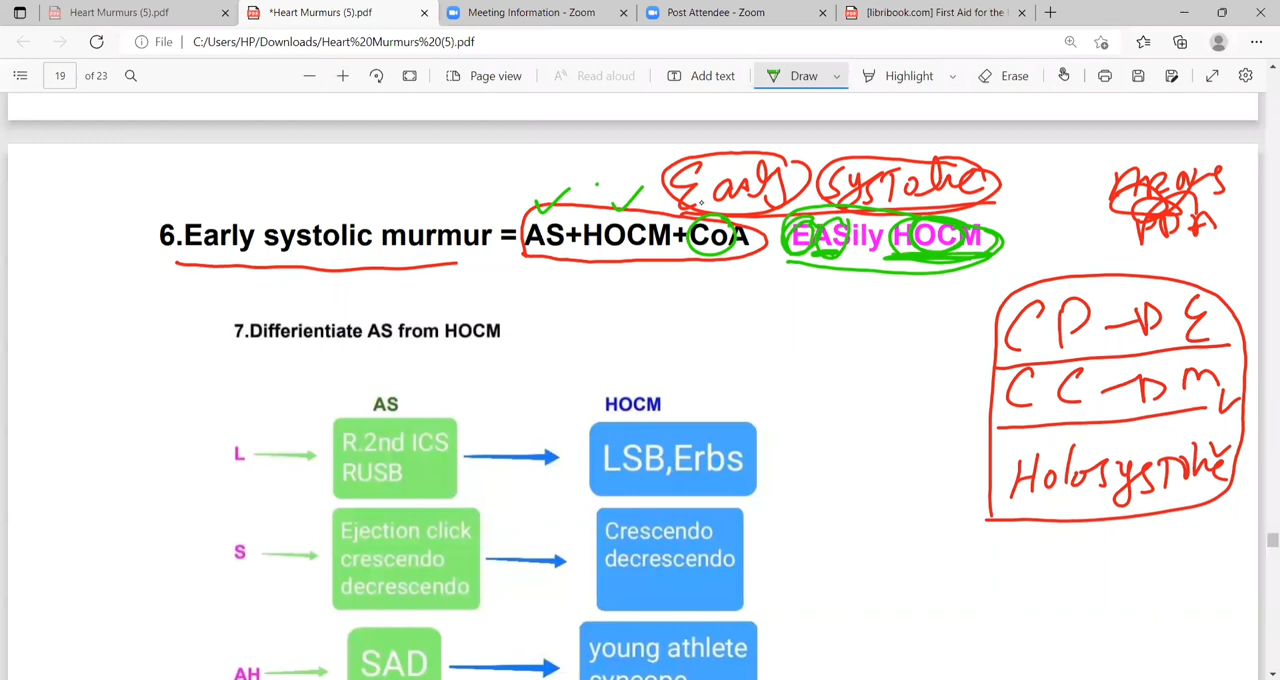 Heart Murmurs (5).pdf
*Heart Murmurs (5).pdf
Meeting Information - Zoom
Post Attendee - Zoom
[libribook.com] First Aid for the
File C:/Users/HP/Downloads/Heart%20Murmurs%20(5).pdf
19 of 23 Page view Read aloud Add text Draw Highlight Erase
Early systolic
PDA
6.Early systolic murmur = AS+HOCM+CoA EASily HOCM
7.Differientiate AS from HOCM
AS HOCM
L R.2nd ICS
RUSB
LSB,Erbs
S Ejection click
crescendo
decrescendo
Crescendo
decrescendo
AH SAD
young athlete
syncope
C P → E
C C → M
Holosystolic